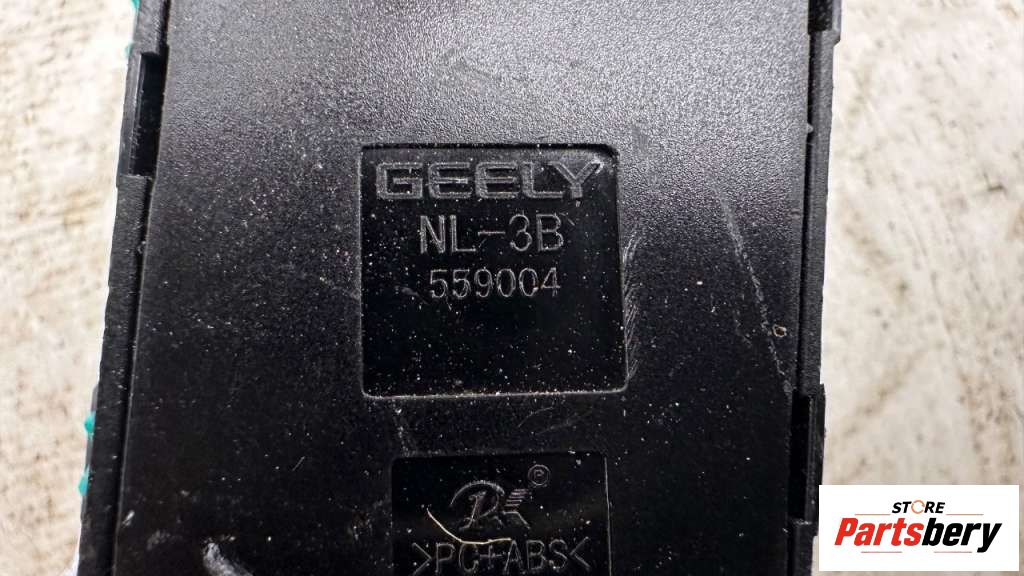 GEELY
NL-3B
559004
©
>PC+ABS<
STORE
Partsbery